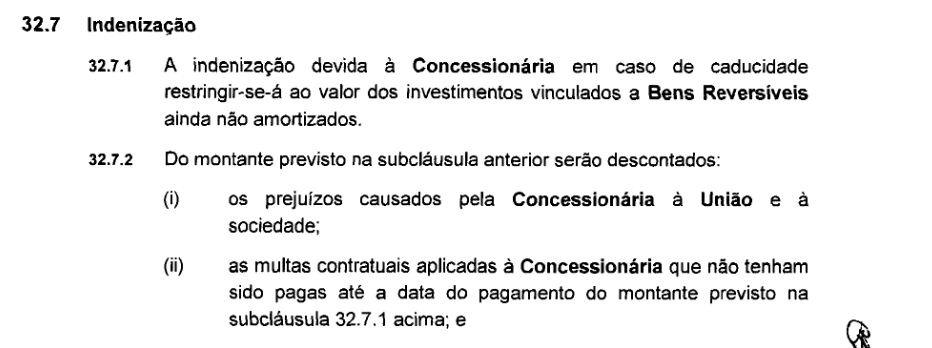 32.7 Indenização
32.7.1 A indenização devida à Concessionária em caso de caducidade
restringir-se-á ao valor dos investimentos vinculados a Bens Reversíveis
ainda não amortizados.
32.7.2 Do montante previsto na subcláusula anterior serão descontados:
(i) os prejuízos causados pela Concessionária à União e à
sociedade;
(ii) as multas contratuais aplicadas à Concessionária que não tenham
sido pagas até a data do pagamento do montante previsto na
subcláusula 32.7.1 acima; e